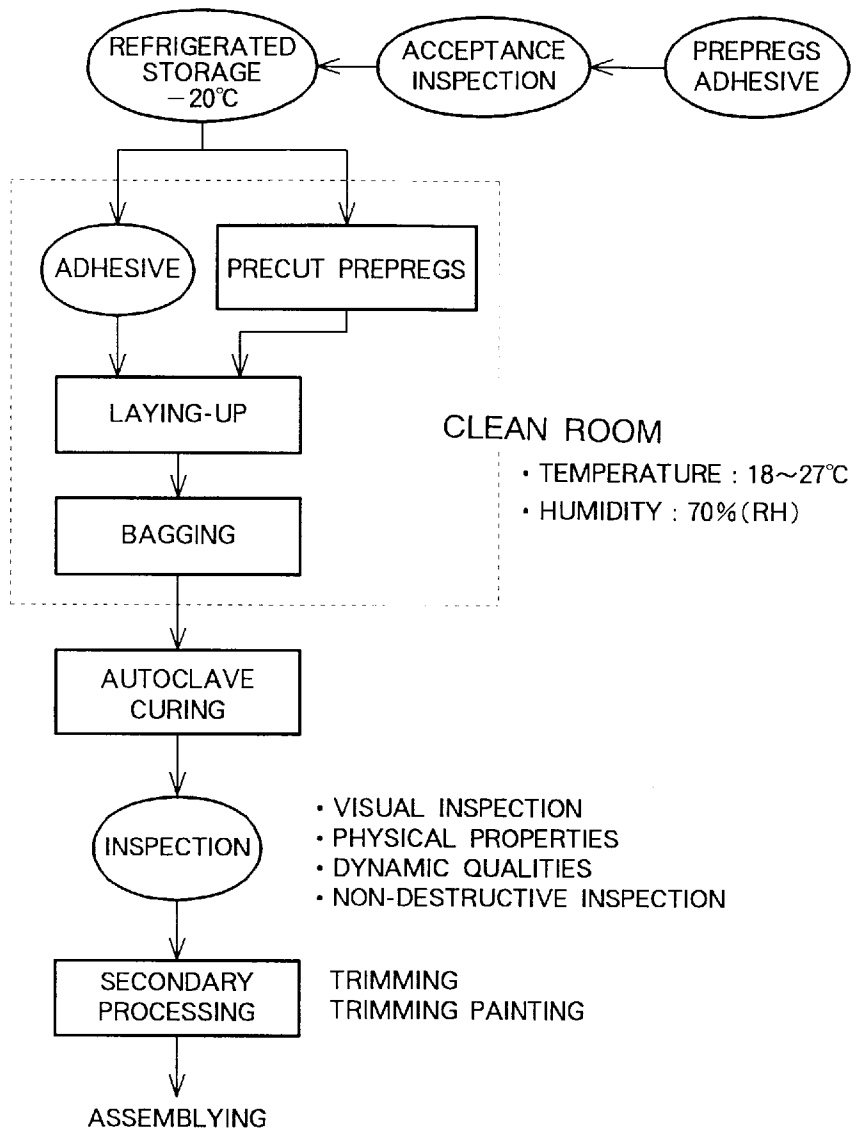 REFRIGERATED
STORAGE
−20℃
ACCEPTANCE
INSPECTION
PREPREGS
ADHESIVE
ADHESIVE
PRECUT PREPREGS
LAYING-UP
CLEAN ROOM
・TEMPERATURE : 18〜27℃
・HUMIDITY : 70%(RH)
BAGGING
AUTOCLAVE
CURING
INSPECTION
・VISUAL INSPECTION
・PHYSICAL PROPERTIES
・DYNAMIC QUALITIES
・NON-DESTRUCTIVE INSPECTION
SECONDARY
PROCESSING
TRIMMING
TRIMMING PAINTING
ASSEMBLYING